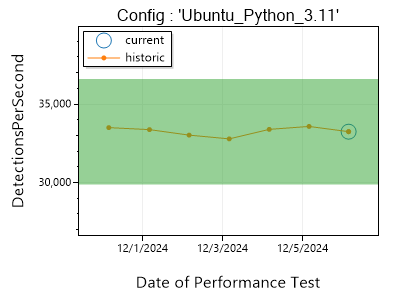 Config : 'Ubuntu_Python_3.11'
current
historic
DetectionsPerSecond
35,000
30,000
12/1/2024
12/3/2024
12/5/2024
Date of Performance Test